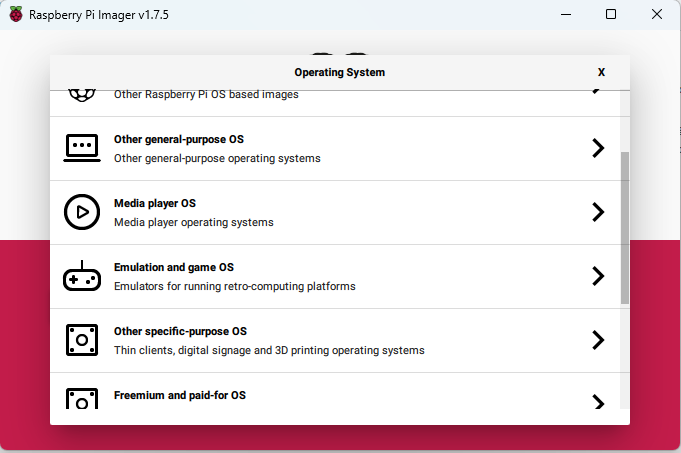 Raspberry Pi Imager v1.7.5
Operating System X
Other Raspberry Pi OS based images
Other general-purpose OS
Other general-purpose operating systems
Media player OS
Media player operating systems
Emulation and game OS
Emulators for running retro-computing platforms
Other specific-purpose OS
Thin clients, digital signage and 3D printing operating systems
Freemium and paid-for OS